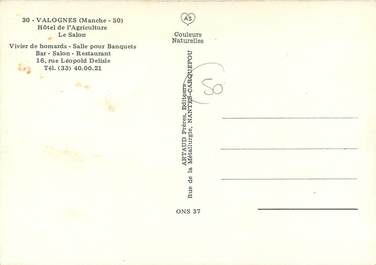 30 - VALOGNES (Manche - 50)
Hôtel de l'Agriculture
Le Salon
Vivier de homards - Salle pour Banquets
Bar - Salon - Restaurant
16, rue Léopold Delisle
Tél. (33) 40.00.21
AS
Couleurs
Naturelles
50
ARTAUD Frères, Editeurs
Rue de la Métallurgie, NANTES-CARQUEFOU
ONS 37